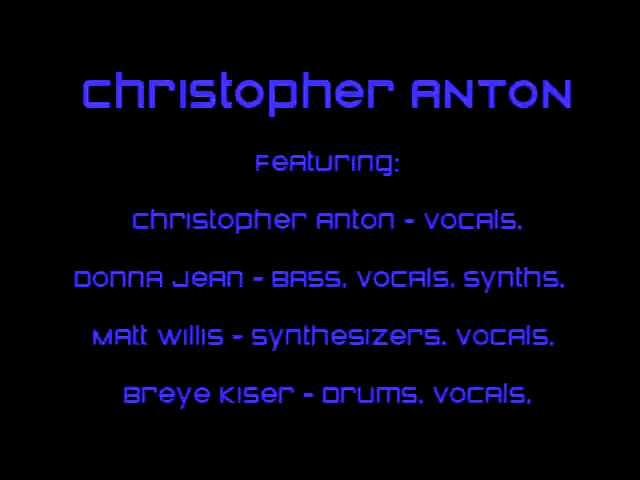 Christopher ANTON
Featuring:
Christopher Anton - Vocals.
Donna Jean - Bass, Vocals, Synths.
Matt Willis - Synthesizers, Vocals.
Breye Kiser - Drums, Vocals.